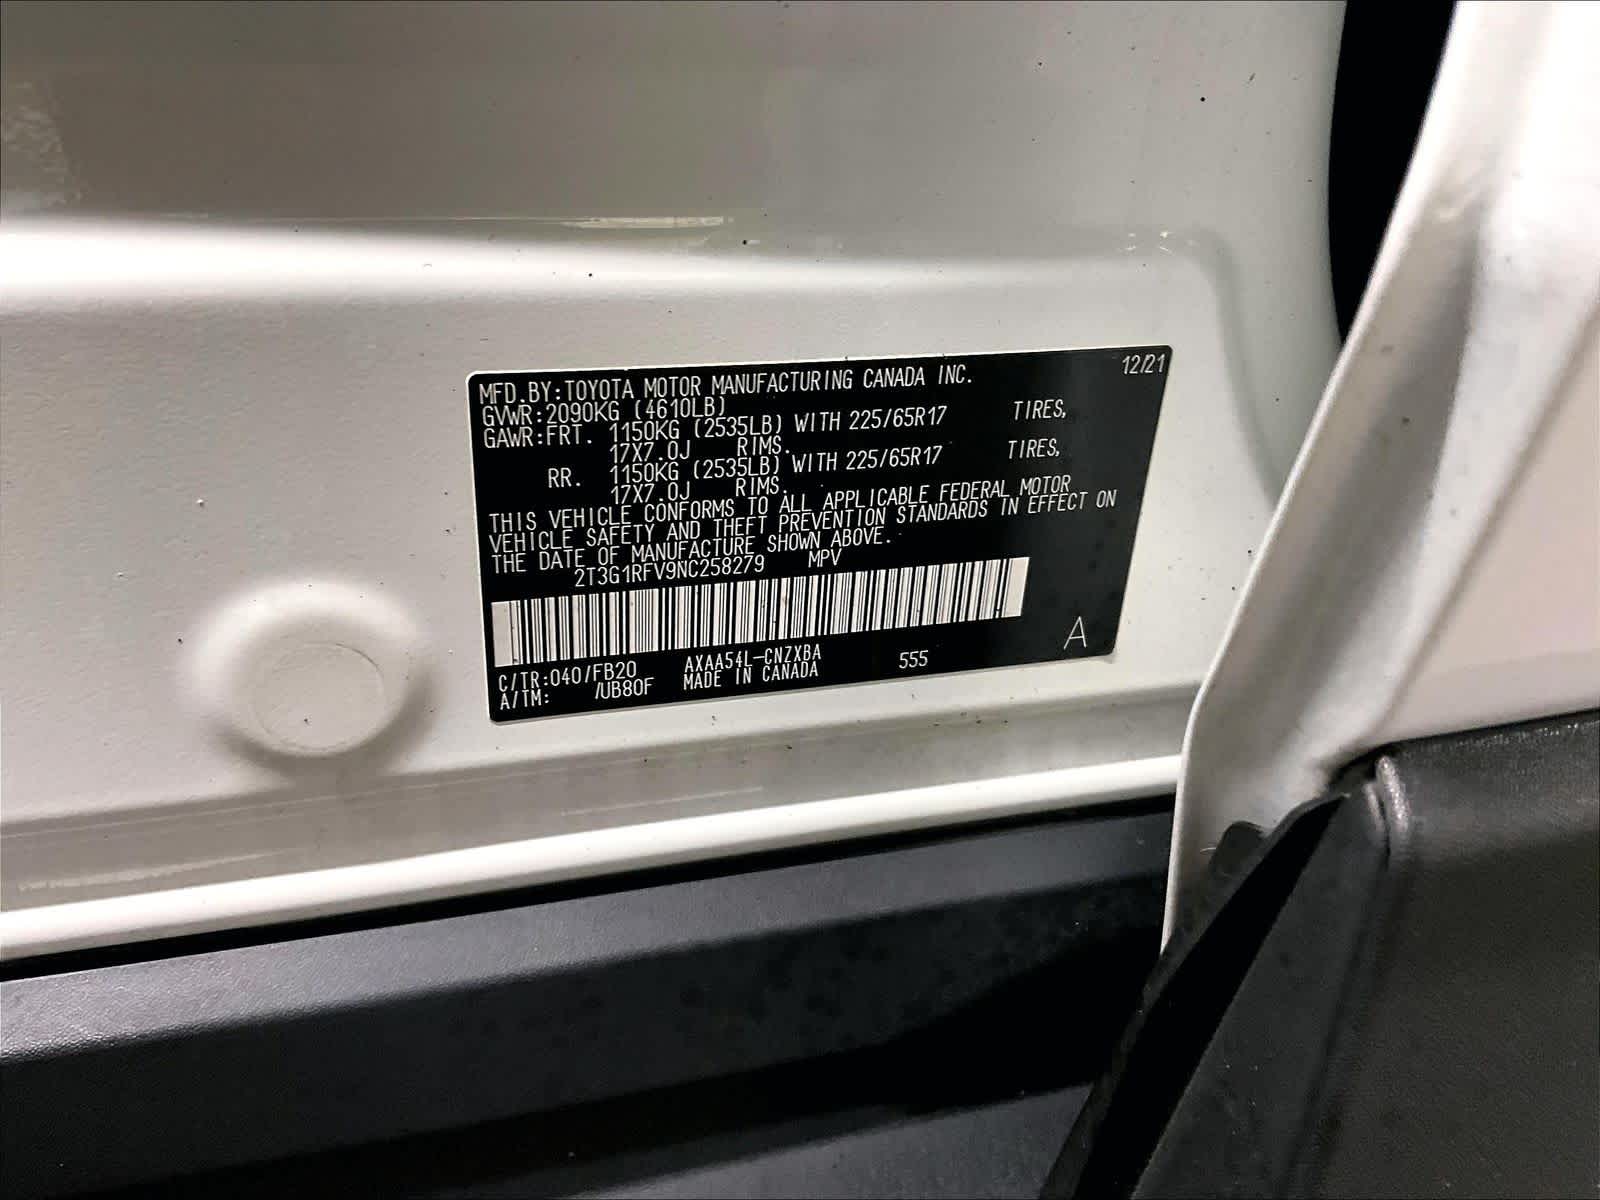 12/21
MFD.BY:TOYOTA MOTOR MANUFACTURING CANADA INC.
GVWR:2090KG (4610LB)
GAWR:FRT. 1150KG (2535LB) WITH 225/65R17 TIRES,
17X7.0J RIMS.
RR. 1150KG (2535LB) WITH 225/65R17 TIRES,
17X7.0J RIMS.
THIS VEHICLE CONFORMS TO ALL APPLICABLE FEDERAL MOTOR
VEHICLE SAFETY AND THEFT PREVENTION STANDARDS IN EFFECT ON
THE DATE OF MANUFACTURE SHOWN ABOVE.
2T3G1RFV9NC258279 MPV
A
C/TR:040/FB20 AXAA54L-CNZXBA 555
A/TM: /UB80F MADE IN CANADA